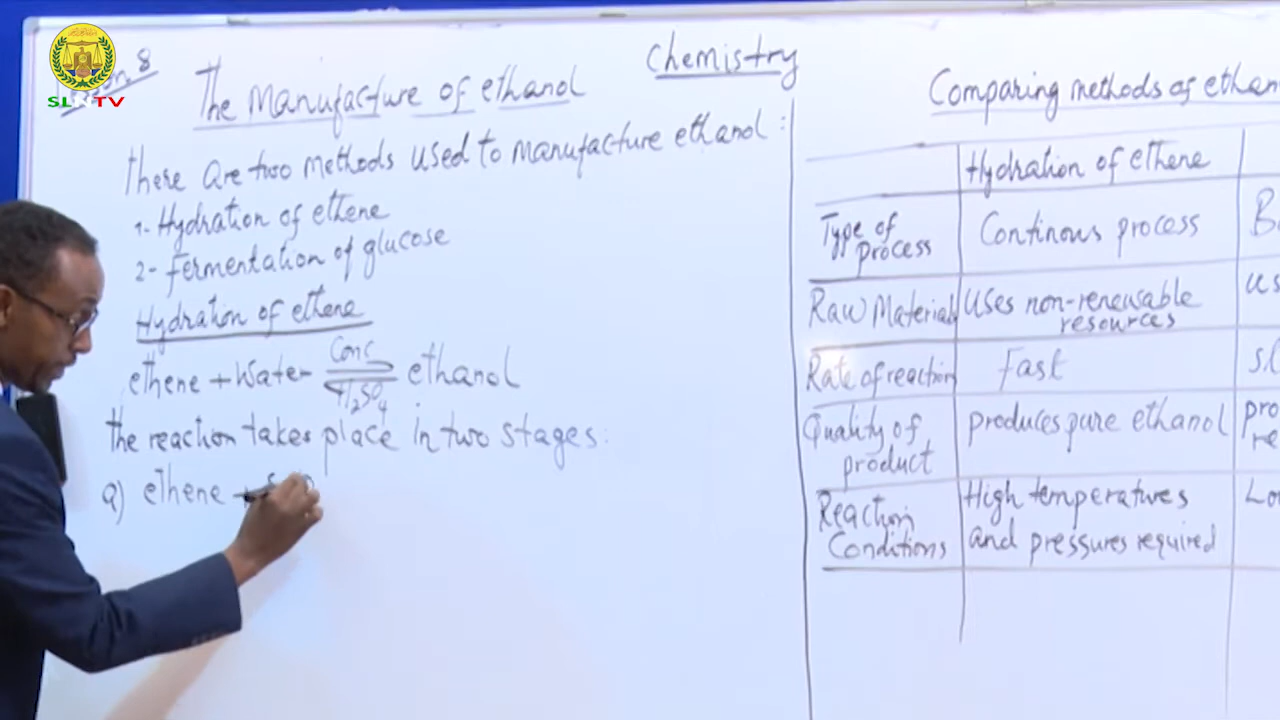 SLNTV
8
Chemistry
The Manufacture of ethanol
There are two methods used to manufacture ethanol:
1- Hydration of ethene
2- Fermentation of glucose
Hydration of ethene
ethene + Water Conc H2SO4 ethanol
the reaction takes place in two stages:
a) ethene +
Comparing methods of
Hydration of ethene
Type of process Continous process
Raw Materials Uses non-renewable resources
Rate of reaction Fast
Quality of product produces pure ethanol
Reaction Conditions High temperatures and pressures required